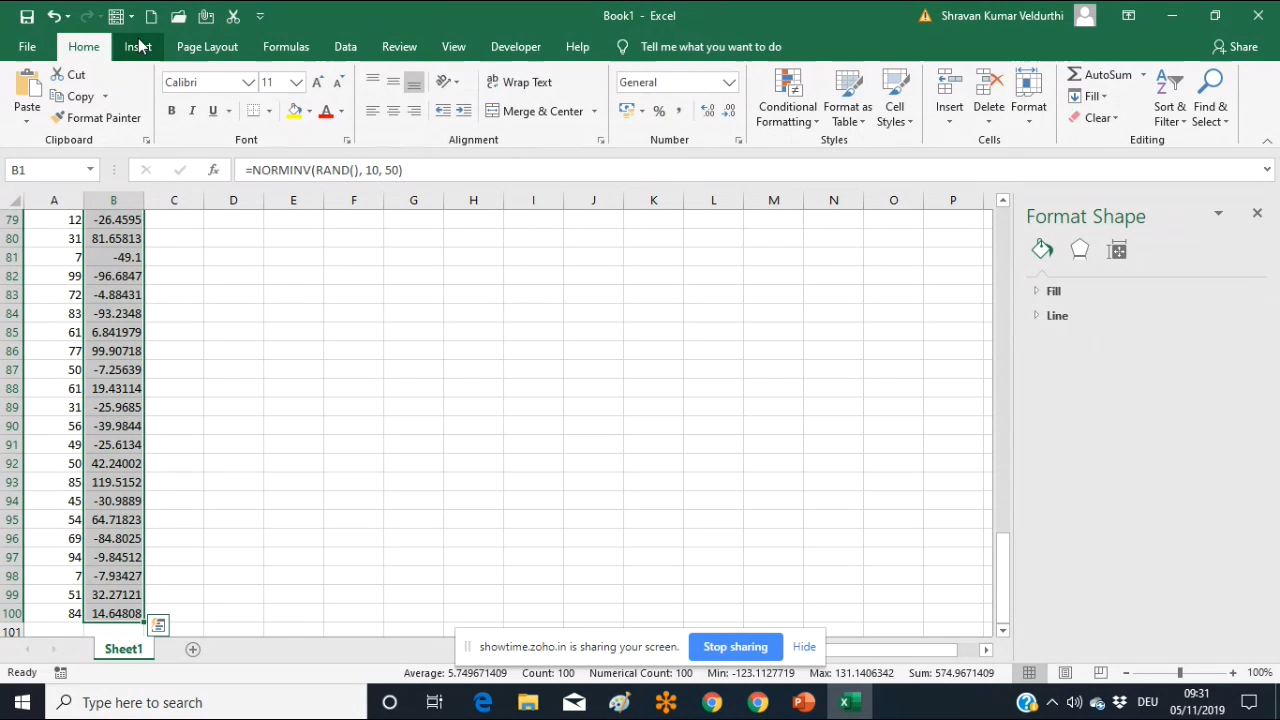 Book1 - Excel
Shravan Kumar Veldurthi
File Home Insert Page Layout Formulas Data Review View Developer Help Tell me what you want to do Share
Cut
Copy
Format Painter
Paste
Clipboard
Calibri 11
B I U
Font
Wrap Text
Merge & Center
Alignment
General
Number
Conditional Formatting
Format as Table
Cell Styles
Styles
Insert Delete Format
Cells
AutoSum
Fill
Clear
Sort & Filter
Find & Select
Editing
B1 fx =NORMINV(RAND(), 10, 50)
A B C D E F G H I J K L M N O P
79 12 -26.4595
80 31 81.65813
81 7 -49.1
82 99 -96.6847
83 72 -4.88431
84 83 -93.2348
85 61 6.841979
86 77 99.90718
87 50 -7.25639
88 61 19.43114
89 31 -25.9685
90 56 -39.9844
91 49 -25.6134
92 50 42.24002
93 85 119.5152
94 45 -30.9889
95 54 64.71823
96 69 -84.8025
97 94 -9.84512
98 7 -7.93427
99 51 32.27121
100 84 14.64808
101
Format Shape
Fill
Line
Sheet1
showtime.zoho.in is sharing your screen. Stop sharing Hide
Ready Average: 5.749671409 Count: 100 Numerical Count: 100 Min: -123.1127719 Max: 131.1406342 Sum: 574.9671409 100%
Type here to search
DEU
09:31
05/11/2019